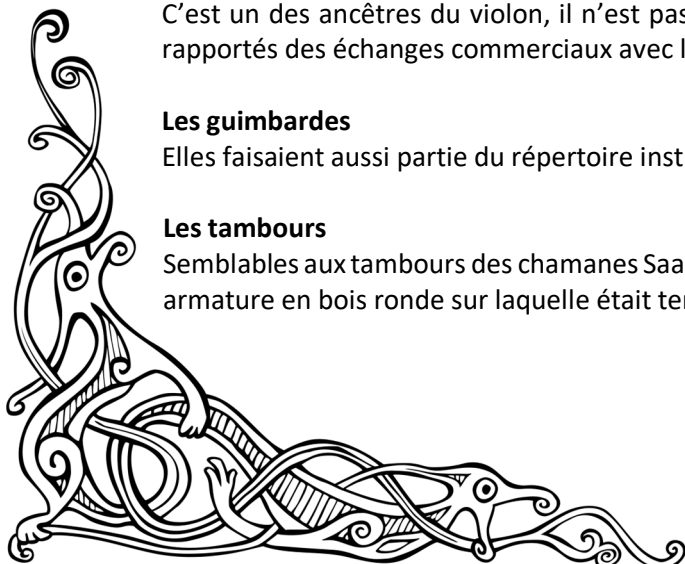 C’est un des ancêtres du violon, il n’est pas
rapportés des échanges commerciaux avec l
Les guimbardes
Elles faisaient aussi partie du répertoire inst
Les tambours
Semblables aux tambours des chamanes Saa
armature en bois ronde sur laquelle était ter